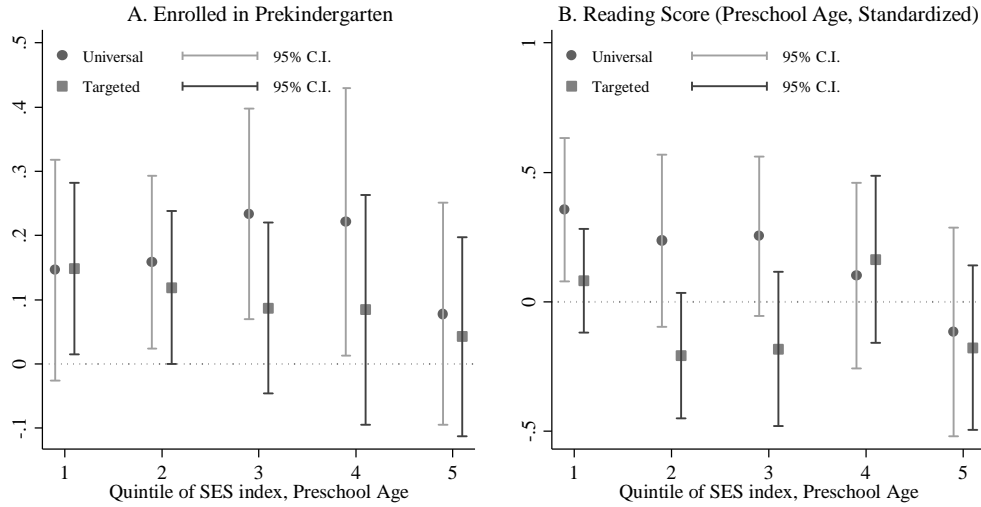 A. Enrolled in Prekindergarten
.5
.4
.3
.2
.1
0
-.1
Universal 95% C.I.
Targeted 95% C.I.
1 2 3 4 5
Quintile of SES index, Preschool Age
B. Reading Score (Preschool Age, Standardized)
1
.5
0
-.5
Universal 95% C.I.
Targeted 95% C.I.
1 2 3 4 5
Quintile of SES index, Preschool Age